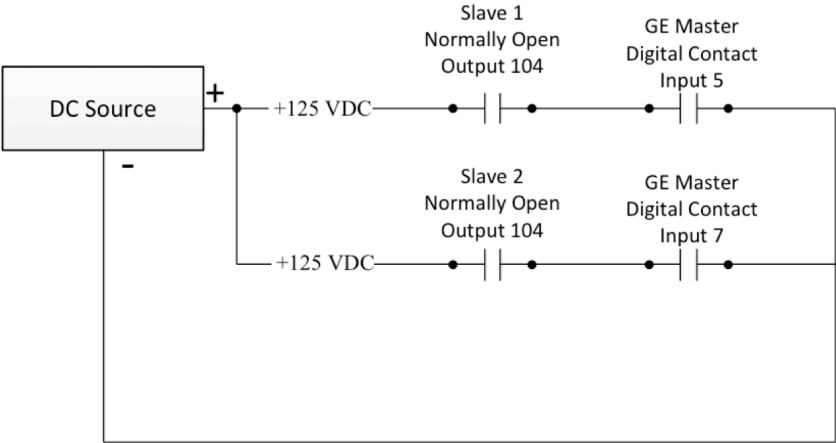 Slave 1
Normally Open
Output 104
GE Master
Digital Contact
Input 5
DC Source
+
+125 VDC
-
Slave 2
Normally Open
Output 104
GE Master
Digital Contact
Input 7
+125 VDC